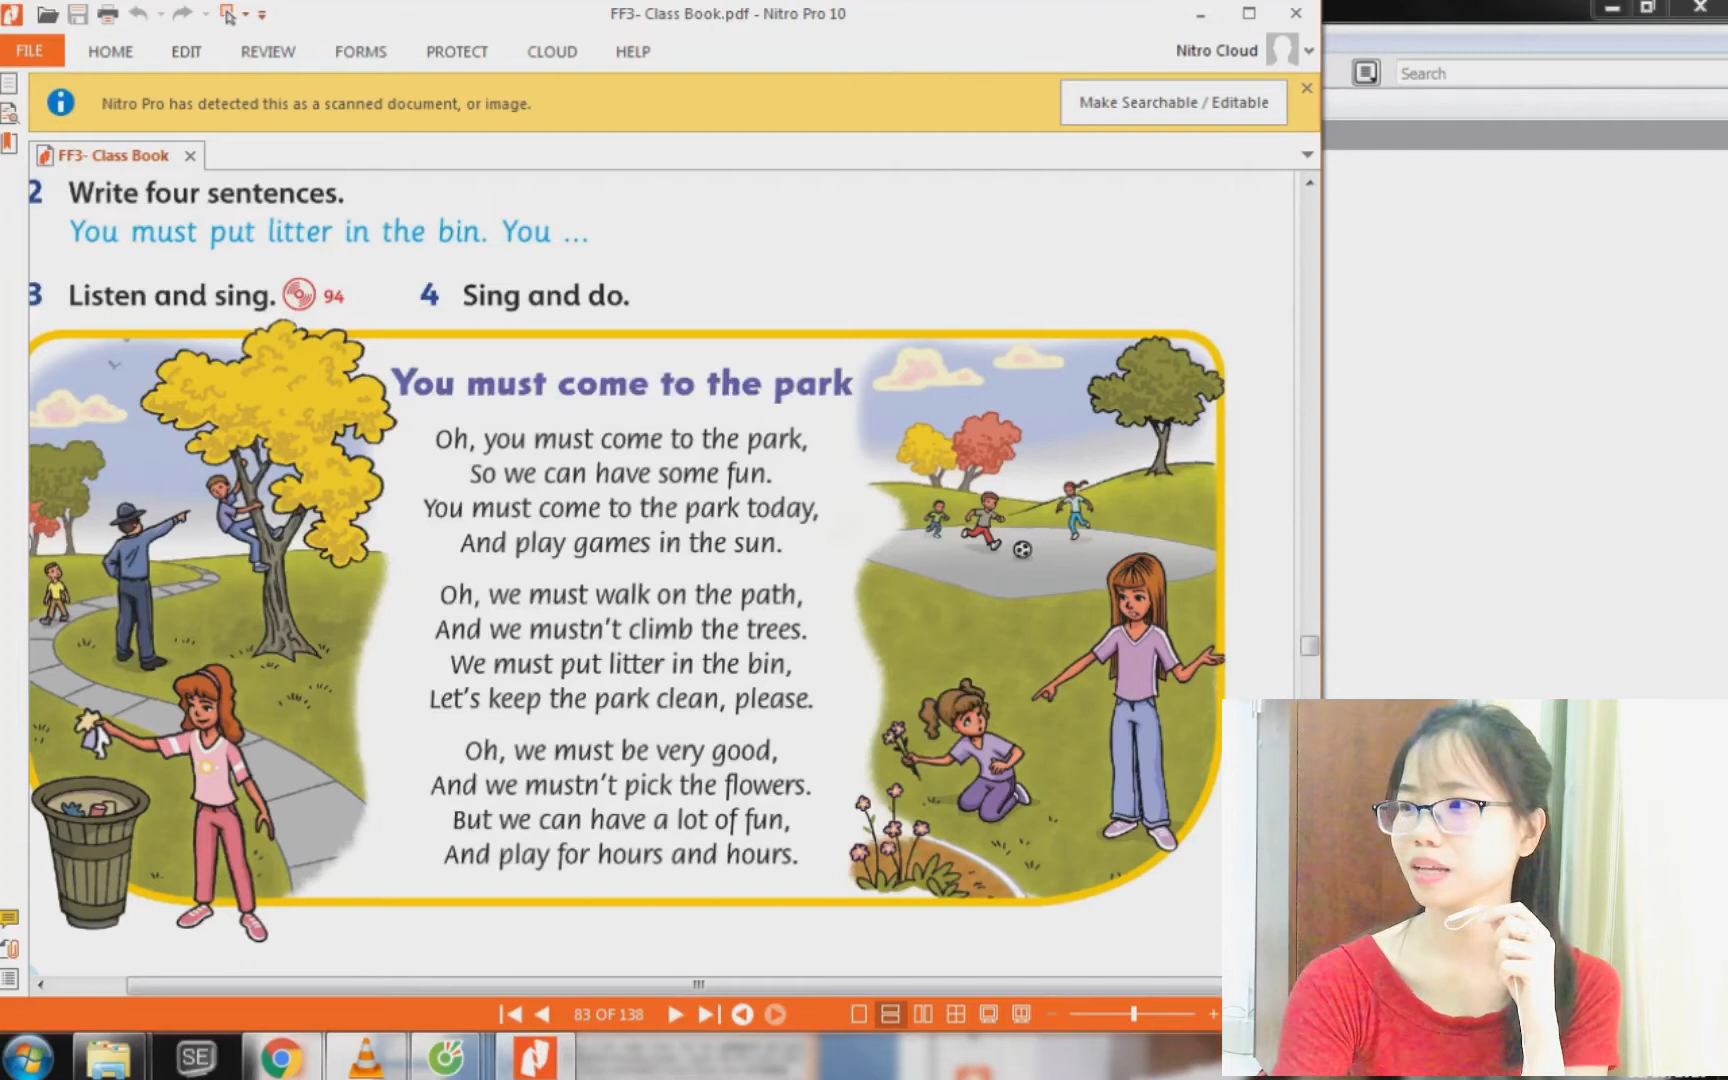 FF3- Class Book.pdf - Nitro Pro 10
FILE HOME EDIT REVIEW FORMS PROTECT CLOUD HELP Nitro Cloud
Search
Nitro Pro has detected this as a scanned document, or image. Make Searchable / Editable
FF3- Class Book
2 Write four sentences.
You must put litter in the bin. You ...
3 Listen and sing. 94 4 Sing and do.
You must come to the park
Oh, you must come to the park,
So we can have some fun.
You must come to the park today,
And play games in the sun.
Oh, we must walk on the path,
And we mustn't climb the trees.
We must put litter in the bin,
Let's keep the park clean, please.
Oh, we must be very good,
And we mustn't pick the flowers.
But we can have a lot of fun,
And play for hours and hours.
83 OF 138
SE